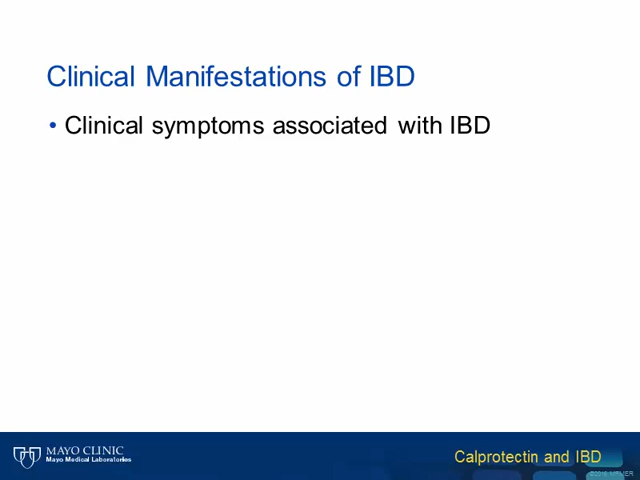 Clinical Manifestations of IBD
• Clinical symptoms associated with IBD
MAYO CLINIC
Mayo Medical Laboratories
Calprotectin and IBD